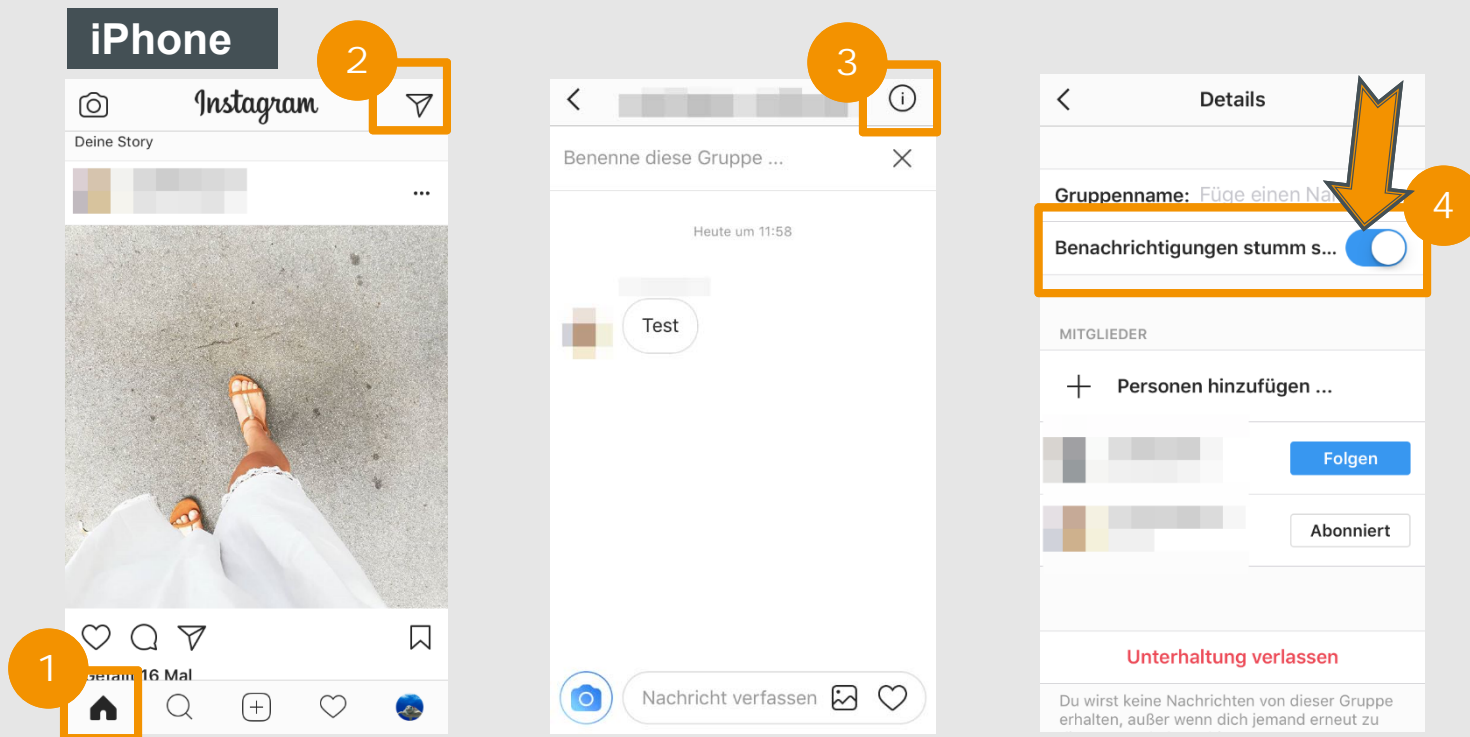 iPhone
2
Instagram
Deine Story
Gefällt 16 Mal
1
3
Benenne diese Gruppe ...
Heute um 11:58
Test
Nachricht verfassen
Details
Gruppenname: Füge einen
4
Benachrichtigungen stumm s...
MITGLIEDER
Personen hinzufügen ...
Folgen
Abonniert
Unterhaltung verlassen
Du wirst keine Nachrichten von dieser Gruppe
erhalten, außer wenn dich jemand erneut zu